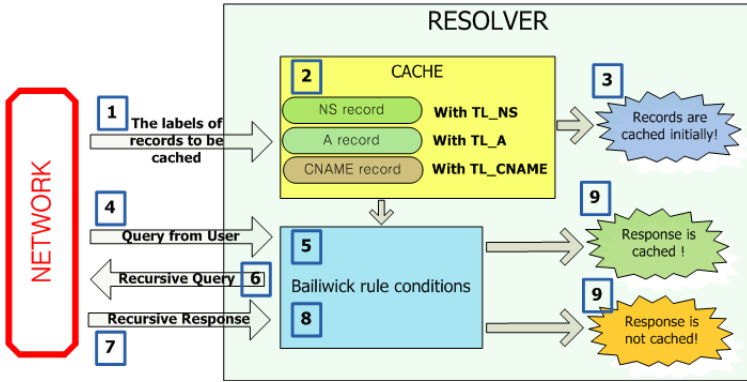 RESOLVER
NETWORK
1
The labels of
records to be
cached
2
CACHE
NS record
With TL_NS
A record
With TL_A
CNAME record
With TL_CNAME
3
Records are
cached initially!
4
Query from User
5
Bailiwick rule conditions
8
Recursive Query
6
Recursive Response
7
9
Response is
cached !
9
Response is
not cached!